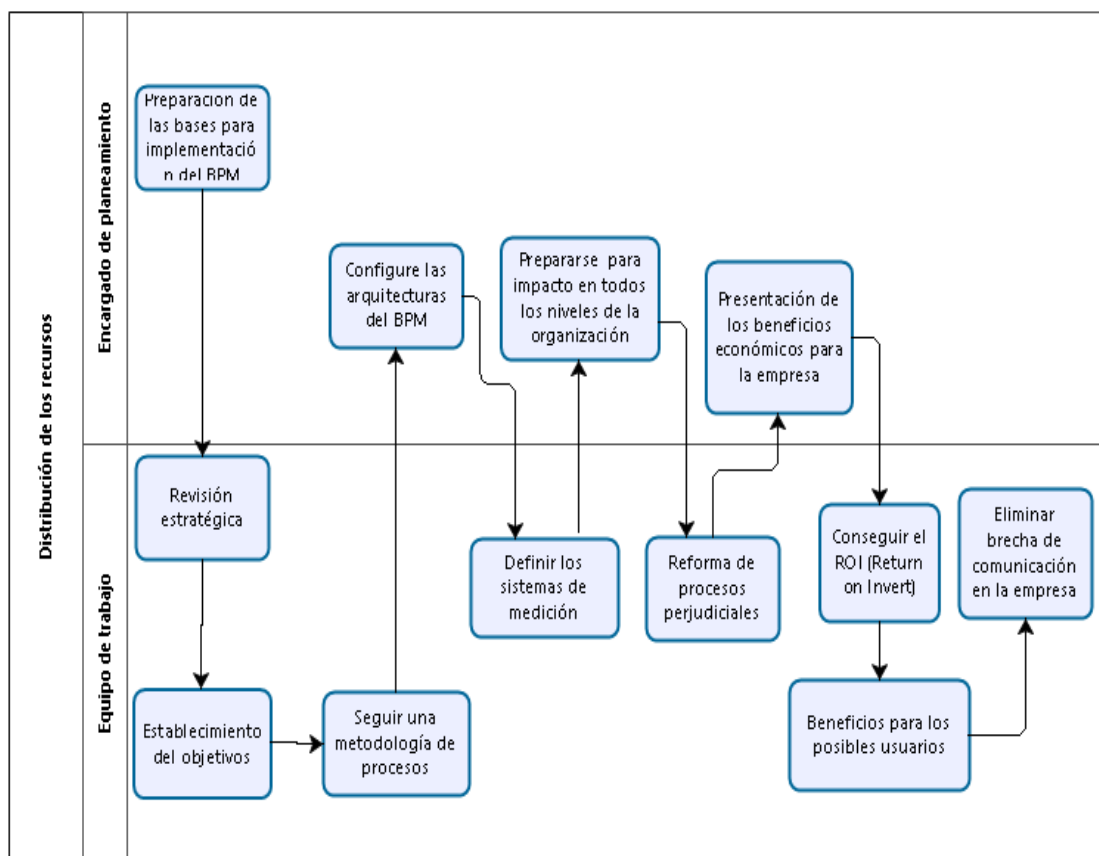 Distribución de los recursos
Encargado de planeamiento
Equipo de trabajo
Preparación de
las bases para
implementació
n del BPM
Configure las
arquitecturas
del BPM
Prepararse para
impacto en todos
los niveles de la
organización
Presentación de
los beneficios
económicos para
la empresa
Revisión
estratégica
Definir los
sistemas de
medición
Reforma de
procesos
perjudiciales
Conseguir el
ROI (Return
on Invert)
Eliminar
brecha de
comunicación
en la empresa
Establecimiento
del objetivos
Seguir una
metodología de
procesos
Beneficios para los
posibles usuarios